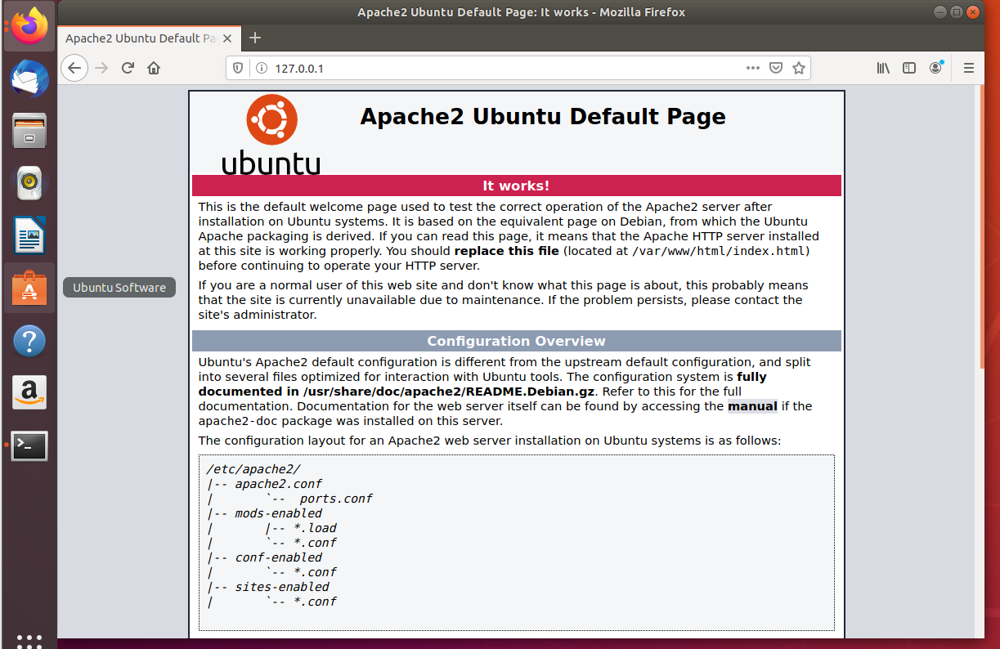 Apache2 Ubuntu Default Page: It works - Mozilla Firefox
Apache2 Ubuntu Default Pa
127.0.0.1
ubuntu
Apache2 Ubuntu Default Page
It works!
This is the default welcome page used to test the correct operation of the Apache2 server after
installation on Ubuntu systems. It is based on the equivalent page on Debian, from which the Ubuntu
Apache packaging is derived. If you can read this page, it means that the Apache HTTP server installed
at this site is working properly. You should replace this file (located at /var/www/html/index.html)
before continuing to operate your HTTP server.
Ubuntu Software
If you are a normal user of this web site and don't know what this page is about, this probably means
that the site is currently unavailable due to maintenance. If the problem persists, please contact the
site's administrator.
Configuration Overview
Ubuntu's Apache2 default configuration is different from the upstream default configuration, and split
into several files optimized for interaction with Ubuntu tools. The configuration system is fully
documented in /usr/share/doc/apache2/README.Debian.gz. Refer to this for the full
documentation. Documentation for the web server itself can be found by accessing the manual if the
apache2-doc package was installed on this server.
The configuration layout for an Apache2 web server installation on Ubuntu systems is as follows:
/etc/apache2/
|-- apache2.conf
|       `--  ports.conf
|-- mods-enabled
|       |-- *.load
|       `-- *.conf
|-- conf-enabled
|       `-- *.conf
|-- sites-enabled
|       `-- *.conf